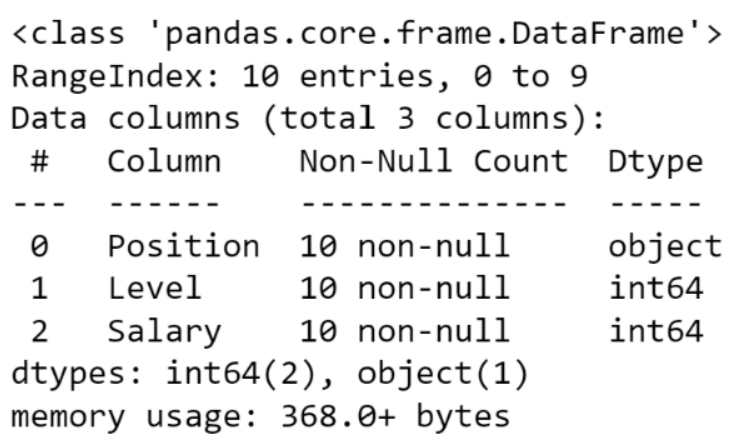 <class 'pandas.core.frame.DataFrame'>
RangeIndex: 10 entries, 0 to 9
Data columns (total 3 columns):
 #   Column    Non-Null Count  Dtype
---  ------    --------------  -----
 0   Position  10 non-null     object
 1   Level     10 non-null     int64
 2   Salary    10 non-null     int64
dtypes: int64(2), object(1)
memory usage: 368.0+ bytes